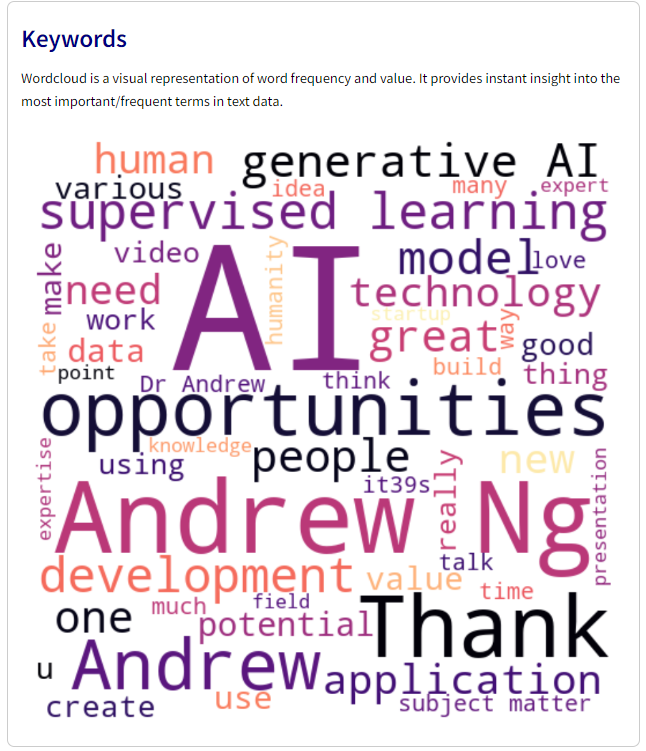 Keywords
Wordcloud is a visual representation of word frequency and value. It provides instant insight into the
most important/frequent terms in text data.
human generative AI
various idea many expert
supervised learning
make video AI humanity model love
need technology
work startup
take data great way good
point build
Dr Andrew think thing
opportunities
knowledge
expertise using people new
it39s really presentation
Andrew Ng
talk
development value time
much field
one potential Thank
u Andrew application
create use subject matter